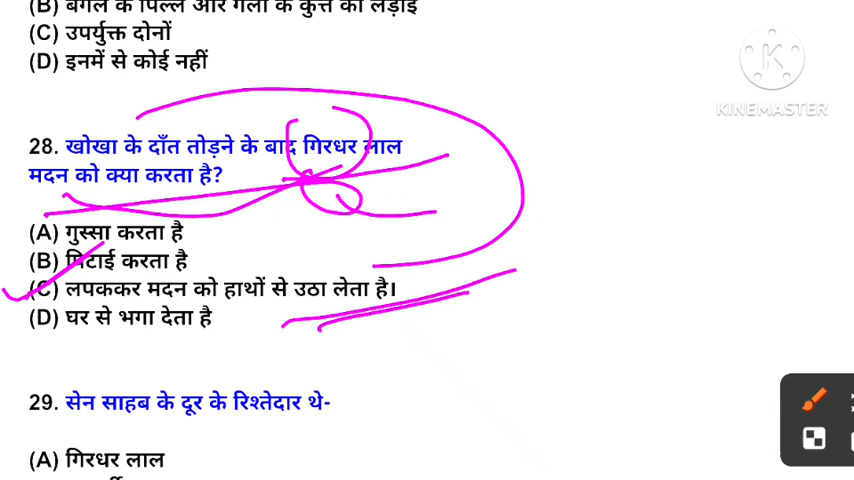 (B) बंगले के पिल्ले और गली के कुत्ते की लड़ाई
(C) उपर्युक्त दोनों
(D) इनमें से कोई नहीं
KINEMASTER
28. खोखा के दाँत तोड़ने के बाद गिरधर लाल
मदन को क्या करता है?
(A) गुस्सा करता है
(B) पिटाई करता है
(C) लपककर मदन को हाथों से उठा लेता है।
(D) घर से भगा देता है
29. सेन साहब के दूर के रिश्तेदार थे-
(A) गिरधर लाल